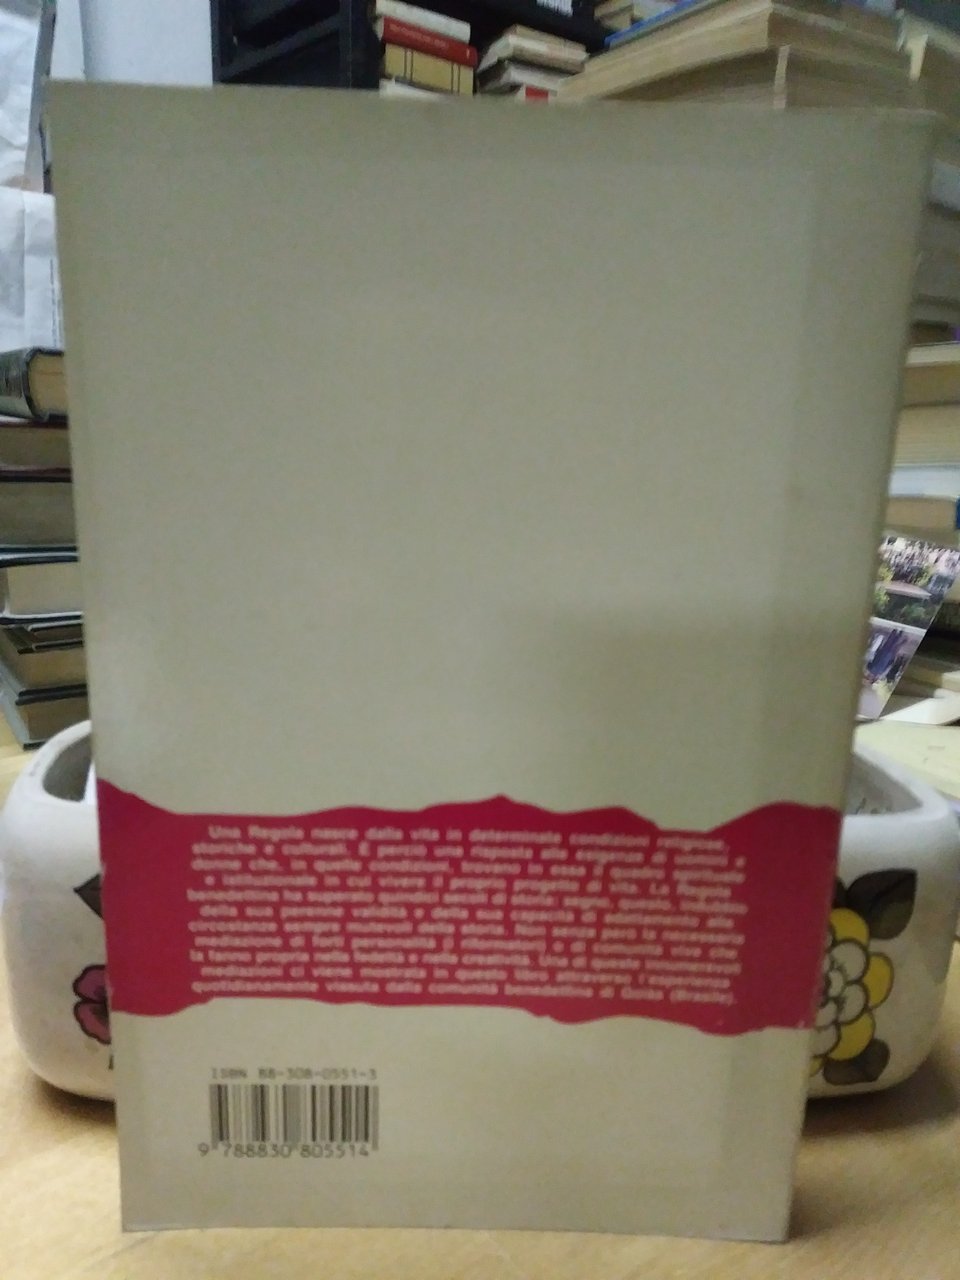 Una Regola nasce dalla vita in determinate condizioni religiose,
storiche e culturali. È perciò una risposta alle esigenze di uomini e
donne che, in quelle condizioni, trovano in essa il quadro spirituale
e istituzionale in cui vivere il proprio progetto di vita. La Regola
benedettina ha superato quindici secoli di storia: segno, questo,
della sua perenne validità e della sua capacità di adattamento alle
circostanze sempre mutevoli della storia. Non senza però la necessaria
mediazione di forti personalità (i riformatori) e di comunità vive che
la fanno propria nella fedeltà e nella creatività. Una di queste innumerevoli
mediazioni ci viene mostrata in questo libro attraverso l'esperienza
quotidianamente vissuta dalla comunità benedettina di Goiás (Brasile).
ISBN 88-308-0551-3
9 788830 805514